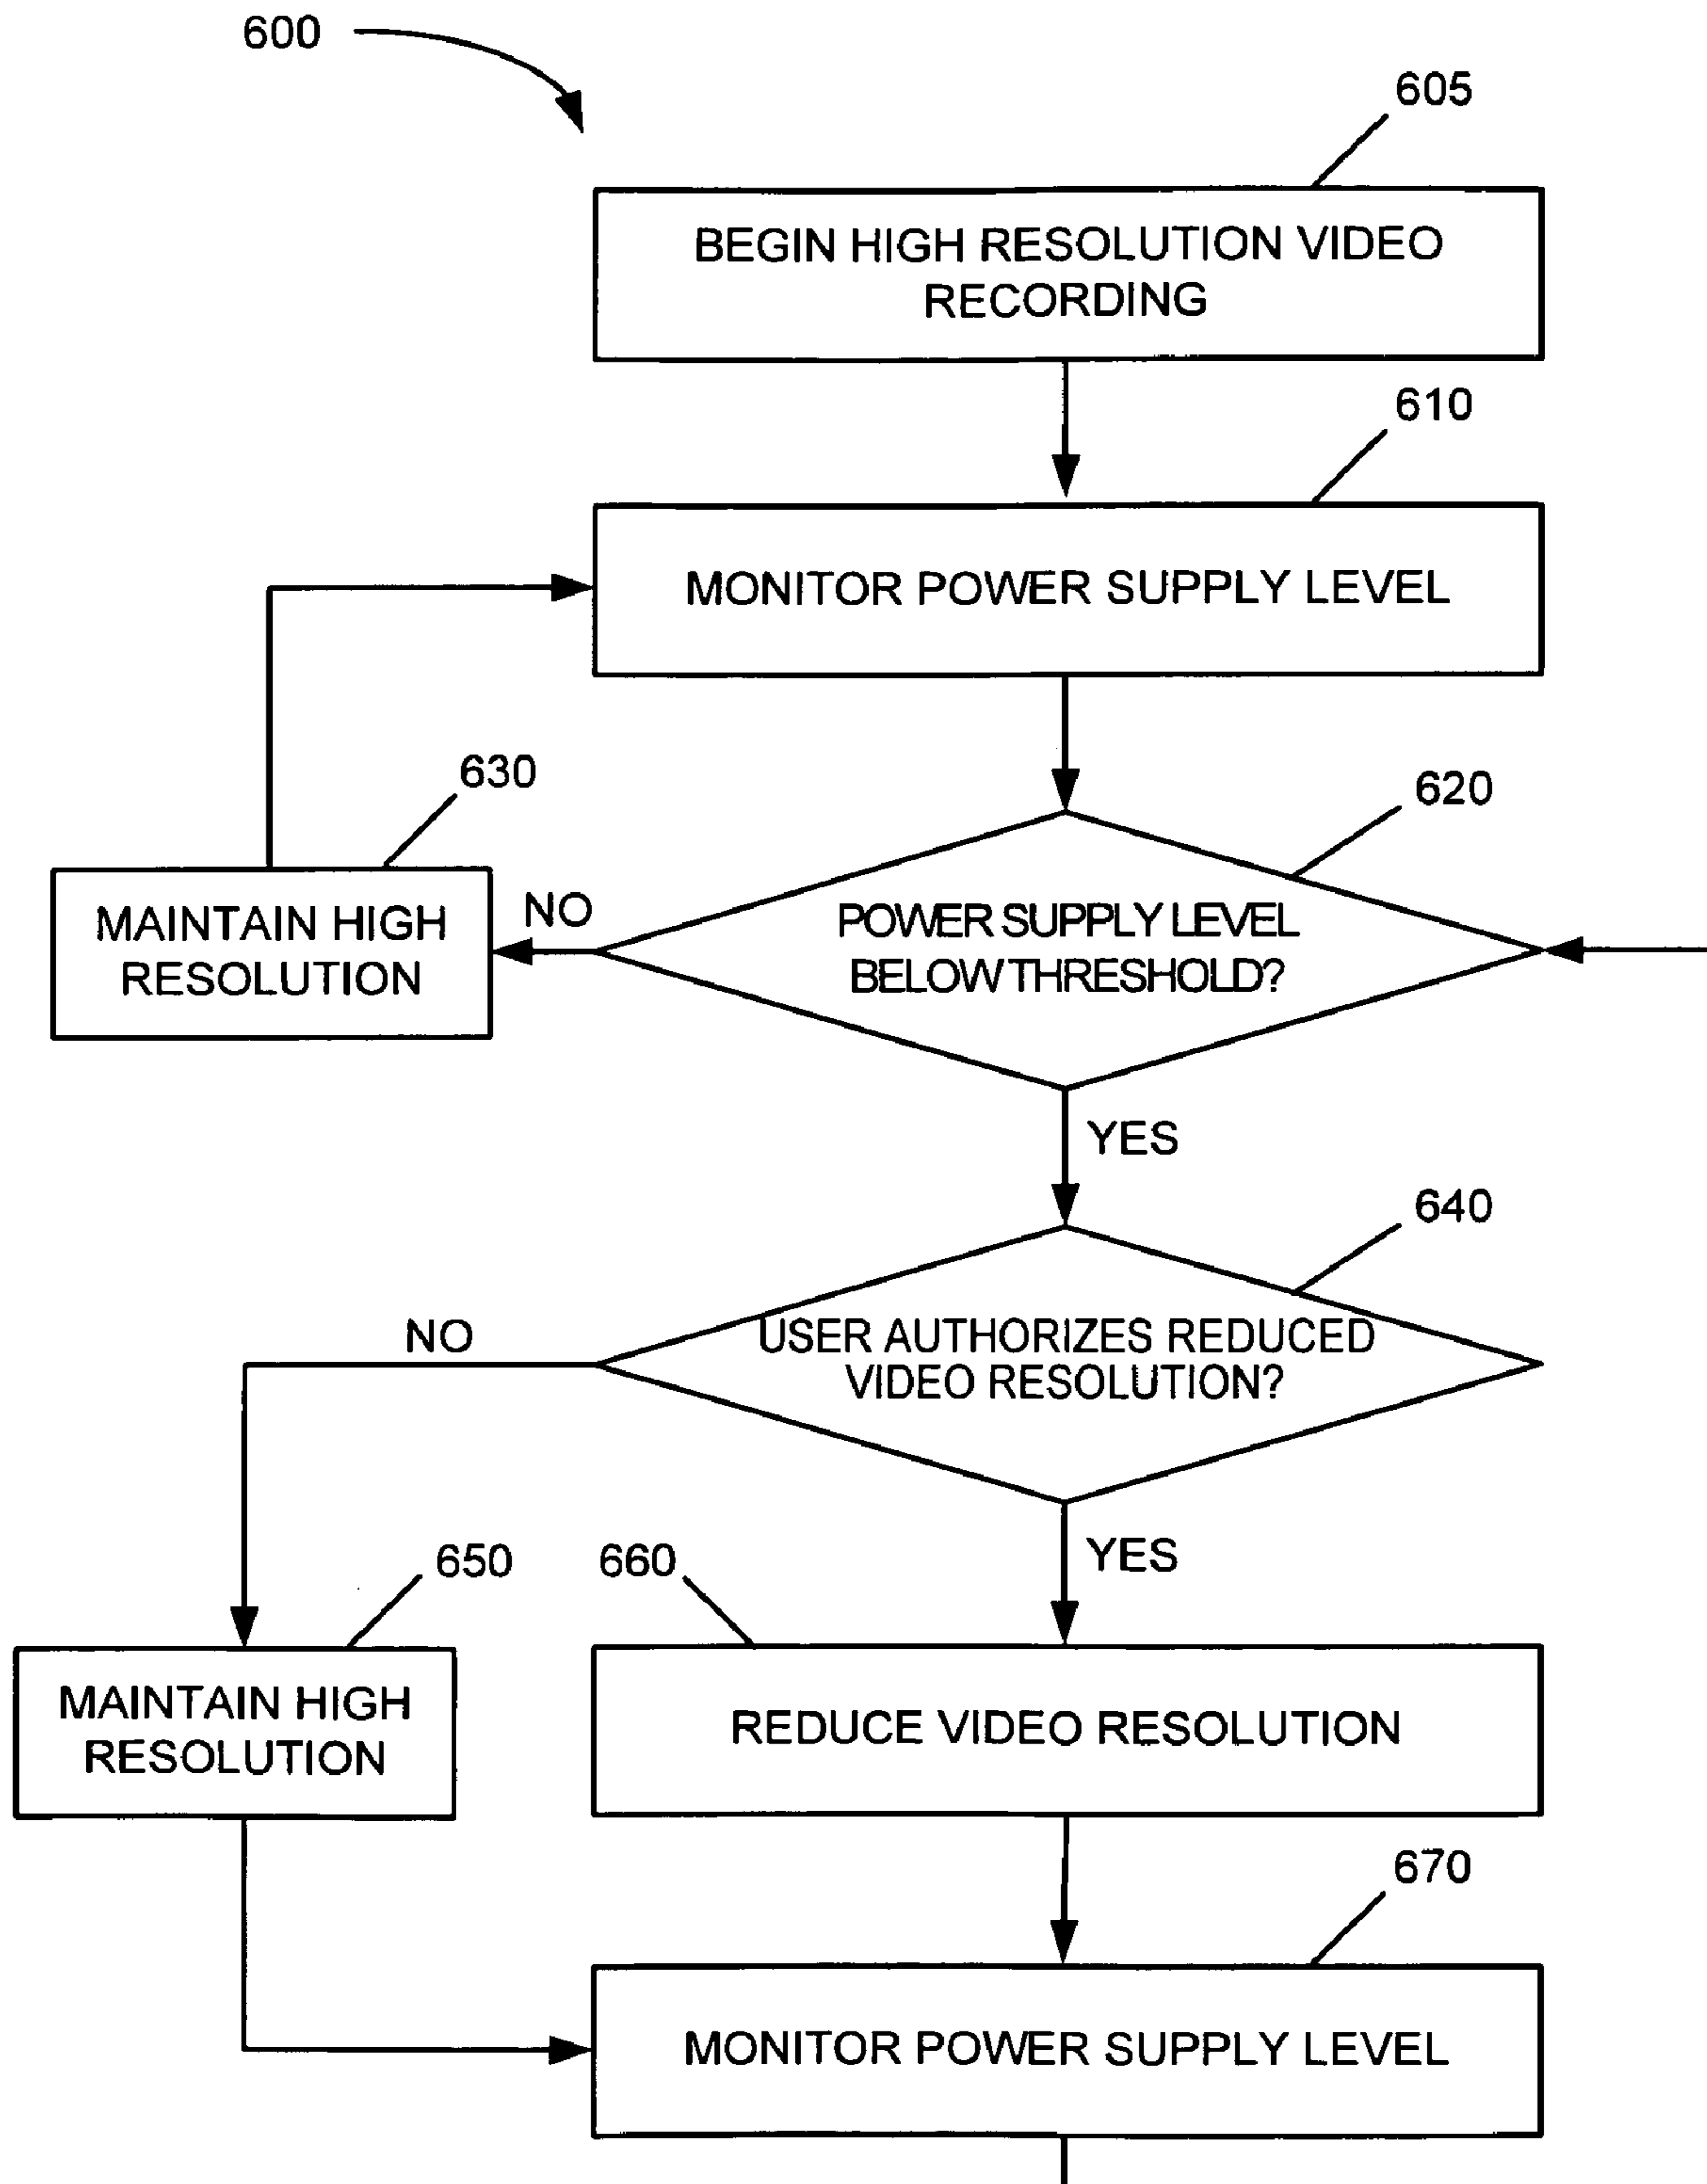 600
605
BEGIN HIGH RESOLUTION VIDEO
RECORDING
610
MONITOR POWER SUPPLY LEVEL
630
620
MAINTAIN HIGH
RESOLUTION
NO
POWER SUPPLY LEVEL
BELOW THRESHOLD?
YES
640
NO
USER AUTHORIZES REDUCED
VIDEO RESOLUTION?
YES
650
660
MAINTAIN HIGH
RESOLUTION
REDUCE VIDEO RESOLUTION
670
MONITOR POWER SUPPLY LEVEL